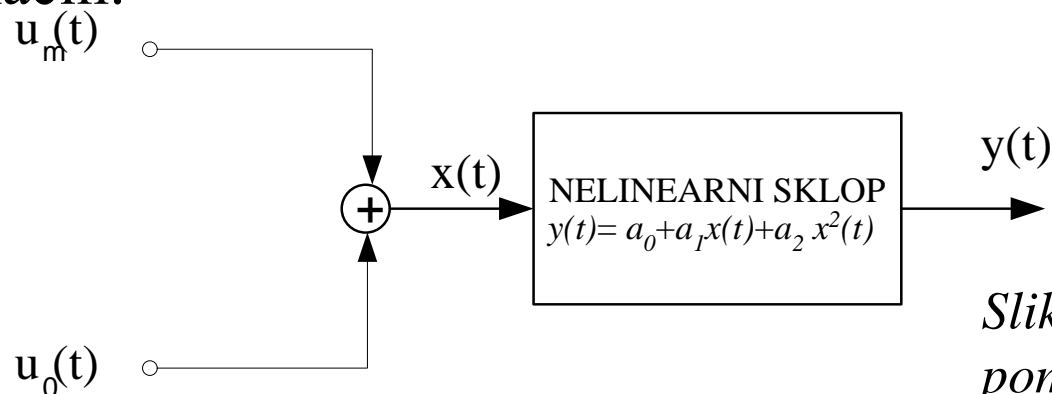 u_m(t)
x(t)
+
NELINEARNI SKLOP
y(t)= a_0+a_1x(t)+a_2 x^2(t)
y(t)
u_0(t)